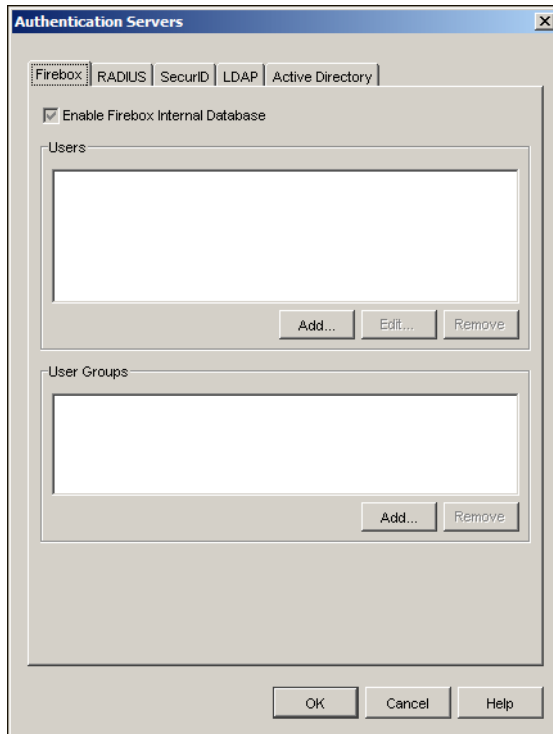 Authentication Servers
Firebox RADIUS SecurID LDAP Active Directory
Enable Firebox Internal Database
Users
Add... Edit... Remove
User Groups
Add... Remove
OK Cancel Help